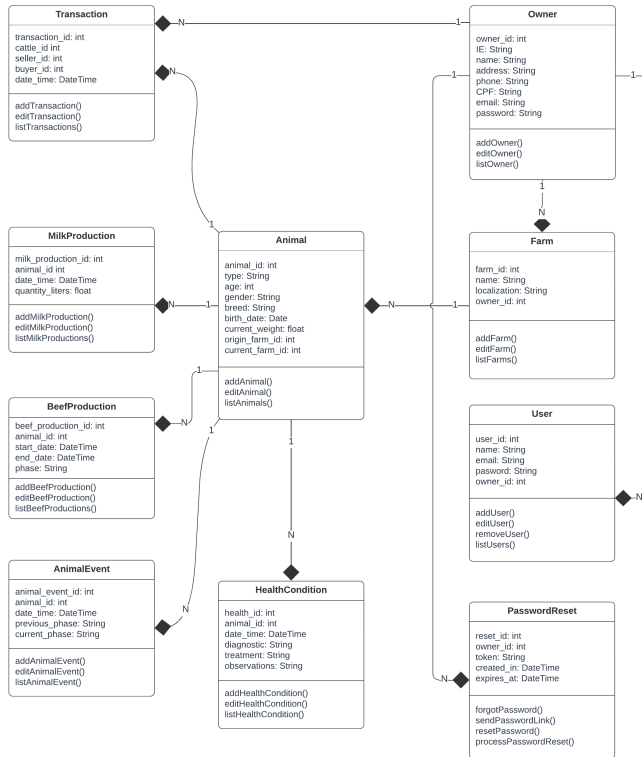 Transaction
transaction_id: int
cattle_id int
seller_id: int
buyer_id: int
date_time: DateTime
addTransaction()
editTransaction()
listTransactions()
N
1
N
1
Owner
owner_id: int
IE: String
name: String
address: String
phone: String
CPF: String
email: String
password: String
addOwner()
editOwner()
listOwner()
1
1
1
N
MilkProduction
milk_production_id: int
animal_id int
date_time: DateTime
quantity_liters: float
addMilkProduction()
editMilkProduction()
listMilkProductions()
N
1
Animal
animal_id: int
type: String
age: int
gender: String
breed: String
birth_date: Date
current_weight: float
origin_farm_id: int
current_farm_id: int
addAnimal()
editAnimal()
listAnimals()
N
1
Farm
farm_id: int
name: String
localization: String
owner_id: int
addFarm()
editFarm()
listFarms()
BeefProduction
beef_production_id: int
animal_id: int
start_date: DateTime
end_date: DateTime
phase: String
addBeefProduction()
editBeefProduction()
listBeefProductions()
1
N
1
N
1
N
User
user_id: int
name: String
email: String
pasword: String
owner_id: int
addUser()
editUser()
removeUser()
listUsers()
N
AnimalEvent
animal_event_id: int
animal_id: int
date_time: DateTime
previous_phase: String
current_phase: String
addAnimalEvent()
editAnimalEvent()
listAnimalEvent()
HealthCondition
health_id: int
animal_id: int
date_time: DateTime
diagnostic: String
treatment: String
observations: String
addHealthCondition()
editHealthCondition()
listHealthCondition()
N
PasswordReset
reset_id: int
owner_id: int
token: String
created_in: DateTime
expires_at: DateTime
forgotPassword()
sendPasswordLink()
resetPassword()
processPasswordReset()